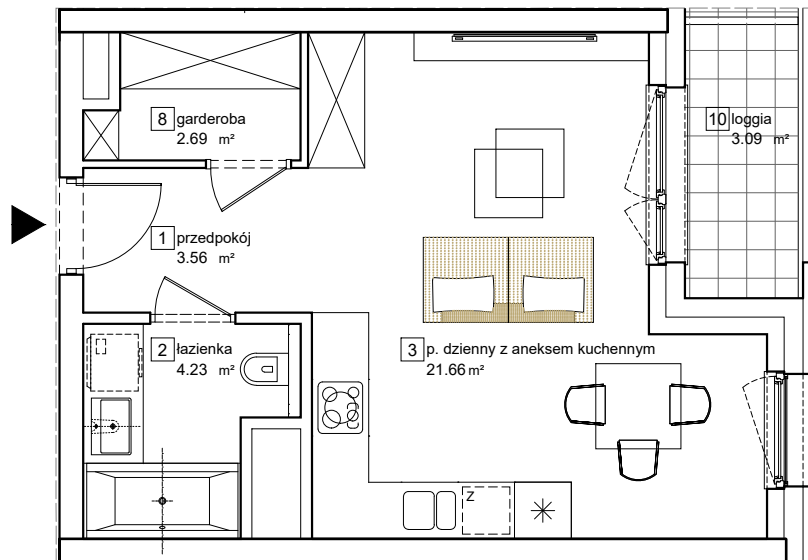 8 garderoba
2.69 m²
10 loggia
3.09 m²
1 przedpokój
3.56 m²
2 łazienka
4.23 m²
3 p. dzienny z aneksem kuchennym
21.66 m²
Z